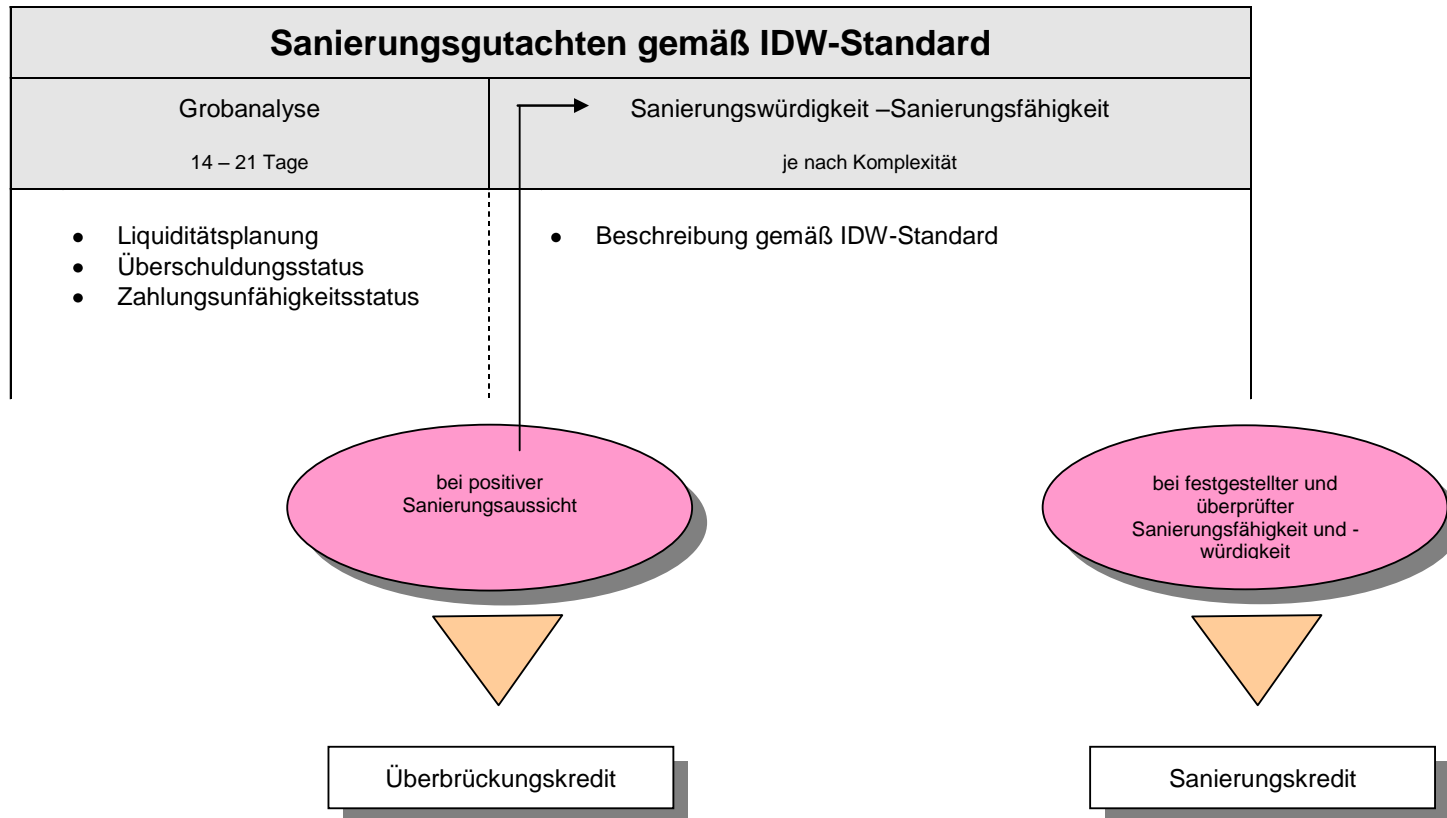 Sanierungsgutachten gemäß IDW-Standard
Grobanalyse
14 – 21 Tage
Sanierungswürdigkeit –Sanierungsfähigkeit
je nach Komplexität
● Liquiditätsplanung
● Überschuldungsstatus
● Zahlungsunfähigkeitsstatus
● Beschreibung gemäß IDW-Standard
bei positiver
Sanierungsaussicht
bei festgestellter und
überprüfter
Sanierungsfähigkeit und -
würdigkeit
Überbrückungskredit
Sanierungskredit